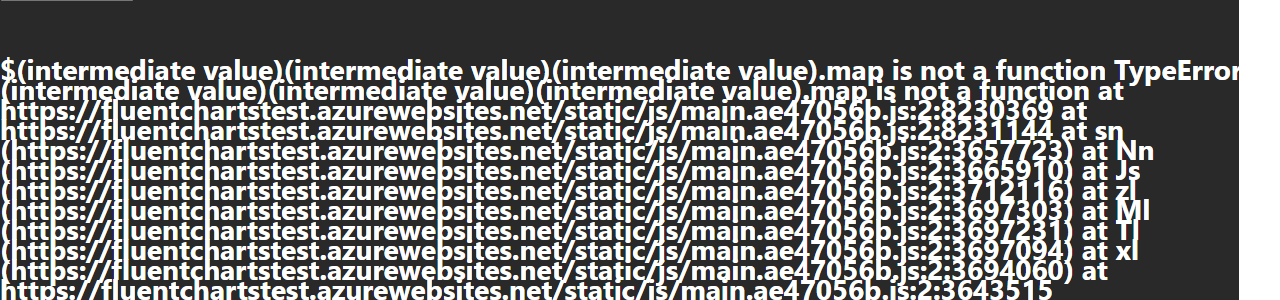 $(intermediate value)(intermediate value)(intermediate value).map is not a function TypeError
(intermediate value)(intermediate value)(intermediate value).map is not a function at
https://fluentchartstest.azurewebsites.net/static/js/main.ae47056b.js:2:8230369 at
https://fluentchartstest.azurewebsites.net/static/js/main.ae47056b.js:2:8231144 at sn
(https://fluentchartstest.azurewebsites.net/static/js/main.ae47056b.js:2:3657723) at Nn
(https://fluentchartstest.azurewebsites.net/static/js/main.ae47056b.js:2:3665910) at Js
(https://fluentchartstest.azurewebsites.net/static/js/main.ae47056b.js:2:3712116) at zl
(https://fluentchartstest.azurewebsites.net/static/js/main.ae47056b.js:2:3697303) at Ml
(https://fluentchartstest.azurewebsites.net/static/js/main.ae47056b.js:2:3697231) at Tl
(https://fluentchartstest.azurewebsites.net/static/js/main.ae47056b.js:2:3697094) at xl
(https://fluentchartstest.azurewebsites.net/static/js/main.ae47056b.js:2:3694060) at
https://fluentchartstest.azurewebsites.net/static/js/main.ae47056b.js:2:3643515